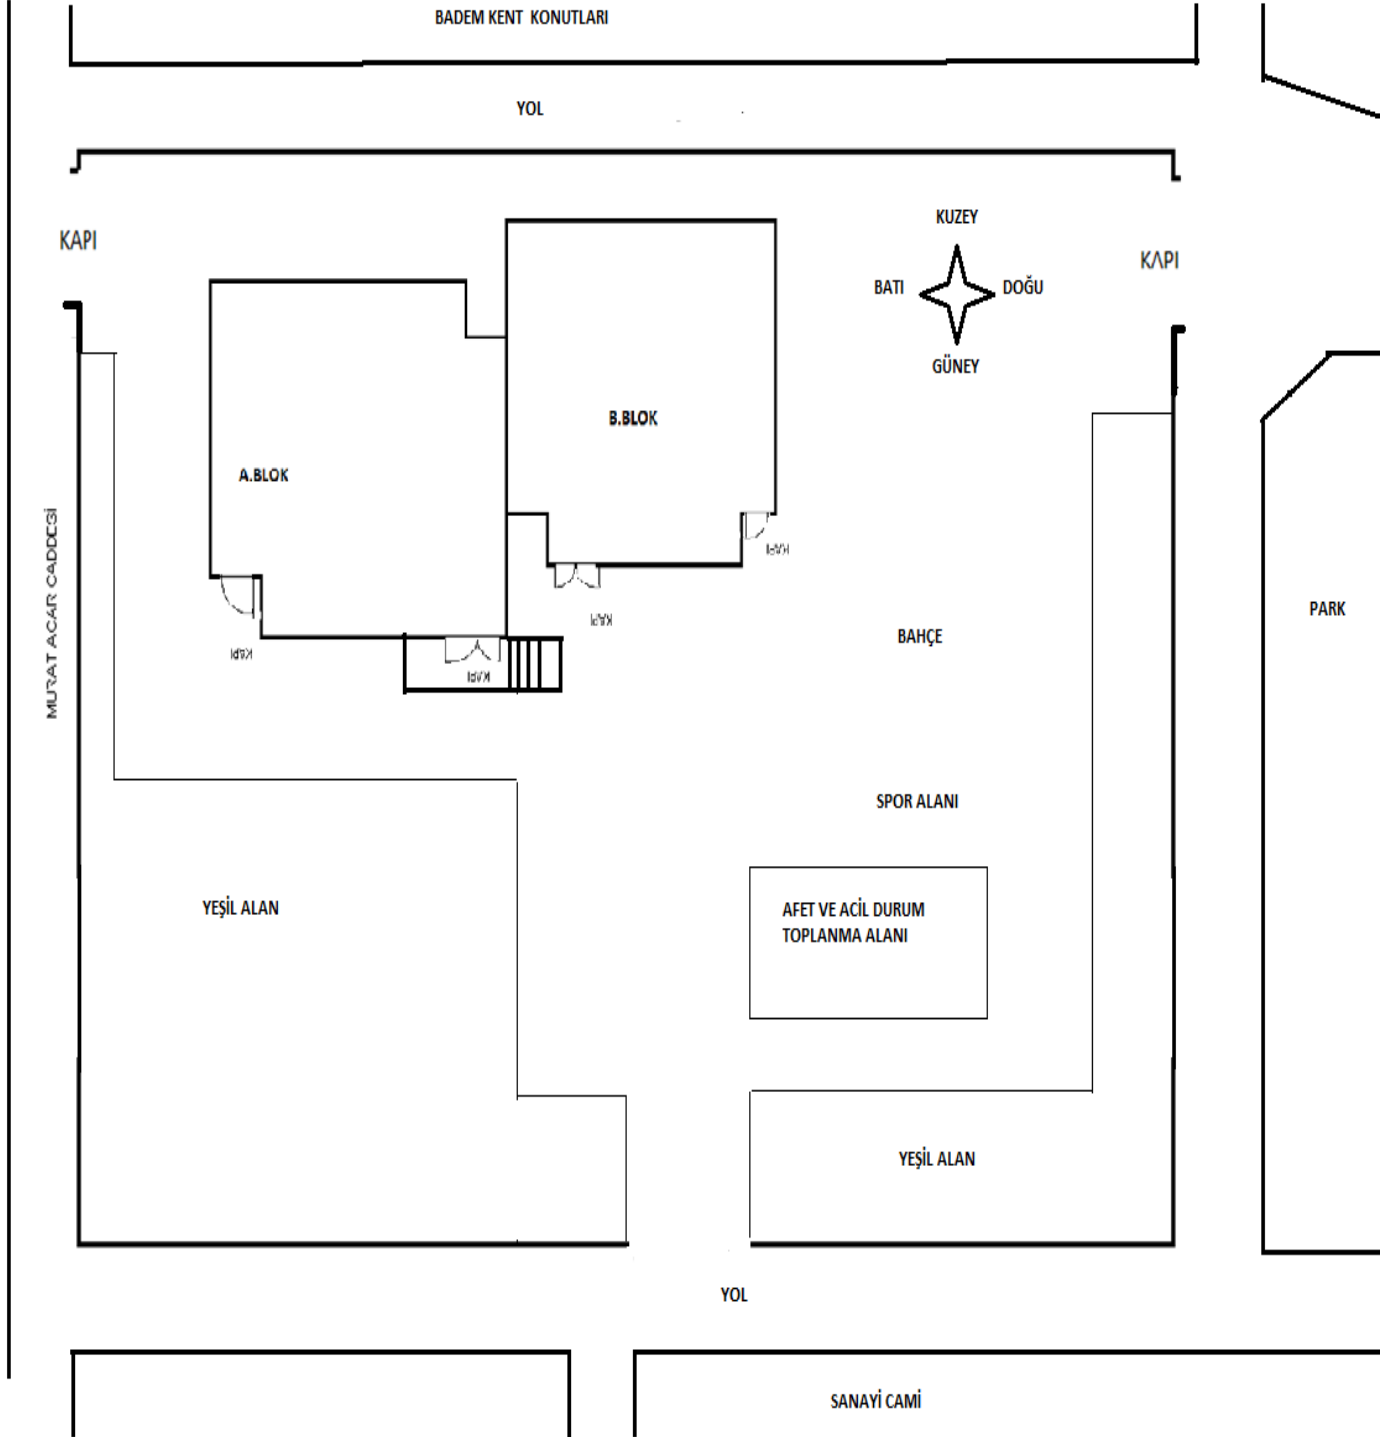 BADEM KENT KONUTLARI
YOL
KUZEY
KAPI
KAPI
BATI
DOĞU
GÜNEY
B.BLOK
A.BLOK
MURAT ACAR CADDESİ
KAPI
KAPI
KAPI
KAPI
BAHÇE
PARK
SPOR ALANI
YEŞİL ALAN
AFET VE ACİL DURUM
TOPLANMA ALANI
YEŞİL ALAN
YOL
SANAYİ CAMİ